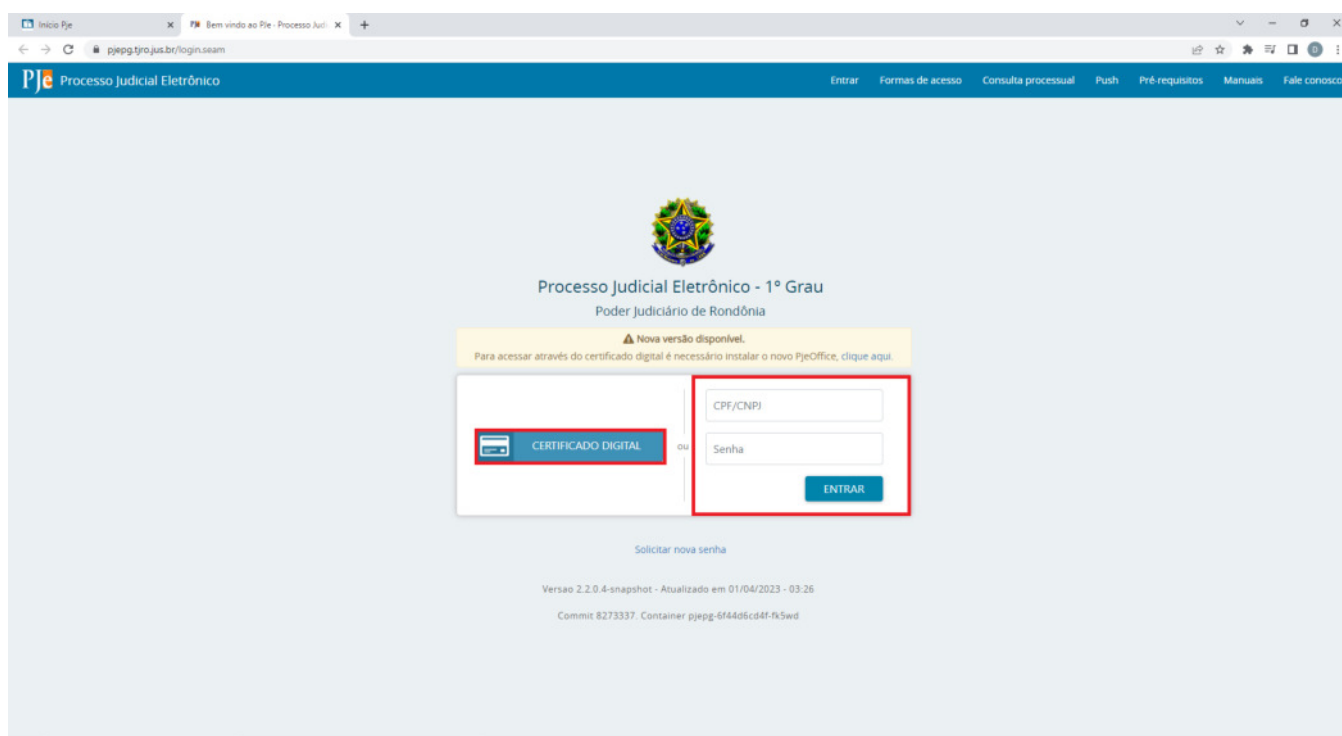 Início Pje
PJe Bem vindo ao PJe - Processo Judi
pjepg.tjro.jus.br/login.seam
D
PJe Processo Judicial Eletrônico
Entrar Formas de acesso Consulta processual Push Pré-requisitos Manuais Fale conosco
Processo Judicial Eletrônico - 1º Grau
Poder Judiciário de Rondônia
Nova versão disponível.
Para acessar através do certificado digital é necessário instalar o novo PjeOffice, clique aqui.
CPF/CNPJ
CERTIFICADO DIGITAL
ou
Senha
ENTRAR
Solicitar nova senha
Versao 2.2.0.4-snapshot - Atualizado em 01/04/2023 - 03:26
Commit 8273337. Container pjepg-6f44d6cd4f-fk5wd